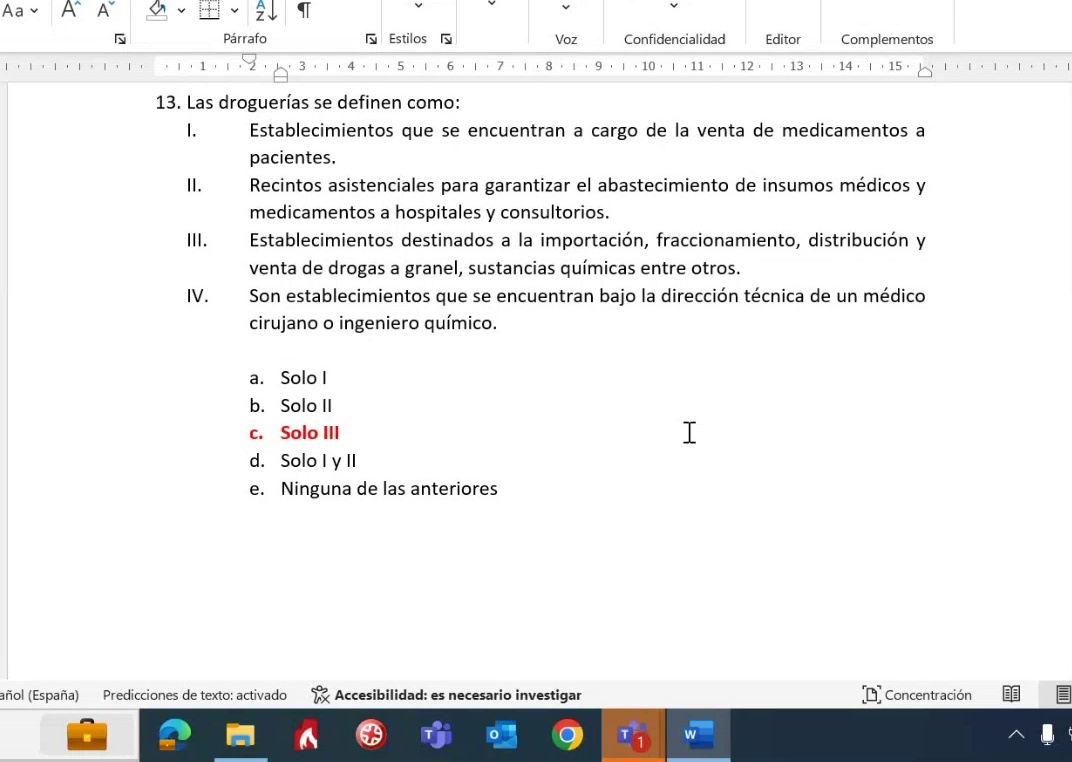 Aa A A
A
Z ¶
Párrafo Estilos Voz Confidencialidad Editor Complementos
1 2 3 4 5 6 7 8 9 10 11 12 13 14 15
13. Las droguerías se definen como:
I. Establecimientos que se encuentran a cargo de la venta de medicamentos a
pacientes.
II. Recintos asistenciales para garantizar el abastecimiento de insumos médicos y
medicamentos a hospitales y consultorios.
III. Establecimientos destinados a la importación, fraccionamiento, distribución y
venta de drogas a granel, sustancias químicas entre otros.
IV. Son establecimientos que se encuentran bajo la dirección técnica de un médico
cirujano o ingeniero químico.
a. Solo I
b. Solo II
c. Solo III
d. Solo I y II
e. Ninguna de las anteriores
añol (España) Predicciones de texto: activado Accesibilidad: es necesario investigar Concentración
T O T 1 W